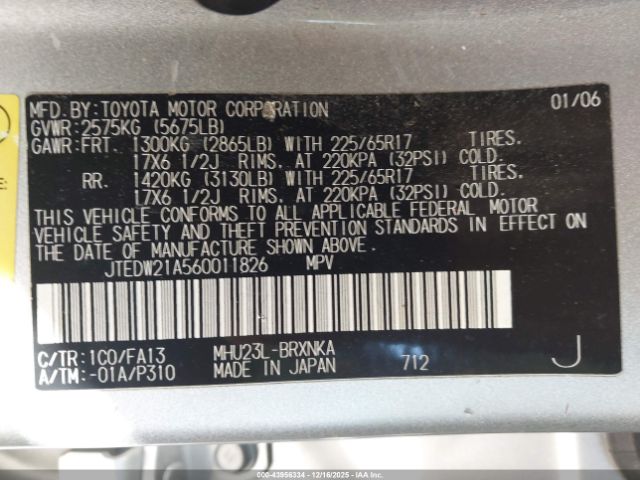 MFD.BY:TOYOTA MOTOR CORPORATION 01/06
GVWR:2575KG (5675LB)
GAWR:FRT. 1300KG (2865LB) WITH 225/65R17 TIRES.
17X6 1/2J RIMS. AT 220KPA (32PSI) COLD.
RR. 1420KG (3130LB) WITH 225/65R17 TIRES.
17X6 1/2J RIMS. AT 220KPA (32PSI) COLD.
THIS VEHICLE CONFORMS TO ALL APPLICABLE FEDERAL MOTOR
VEHICLE SAFETY AND THEFT PREVENTION STANDARDS IN EFFECT ON
THE DATE OF MANUFACTURE SHOWN ABOVE.
JTEDW21A560011826 MPV
C/TR:1C0/FA13 MHU23L-BRXNKA
A/TM:-01A/P310 MADE IN JAPAN 712 J
000-43956334 | 12/16/2025 | Copyright © IAA